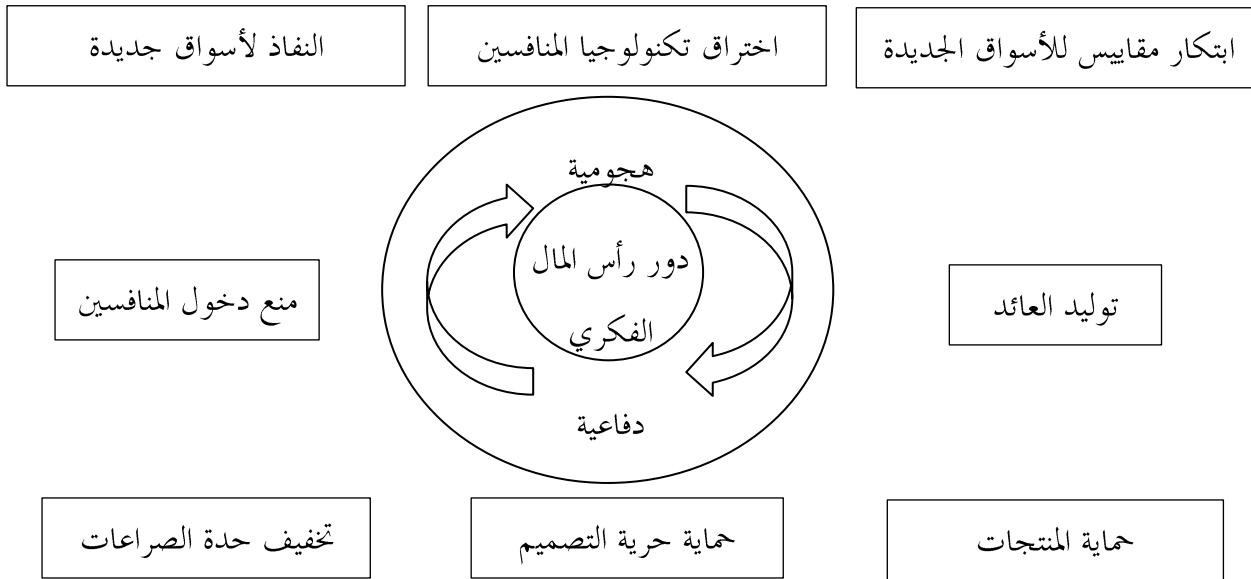 ابتكار مقاييس للأسواق الجديدة
اختراق تكنولوجيا المنافسين
النفاذ لأسواق جديدة
هجومية
دور رأس المال
الفكري
دفاعية
توليد العائد
منع دخول المنافسين
حماية المنتجات
حماية حرية التصميم
تخفيف حدة الصراعات